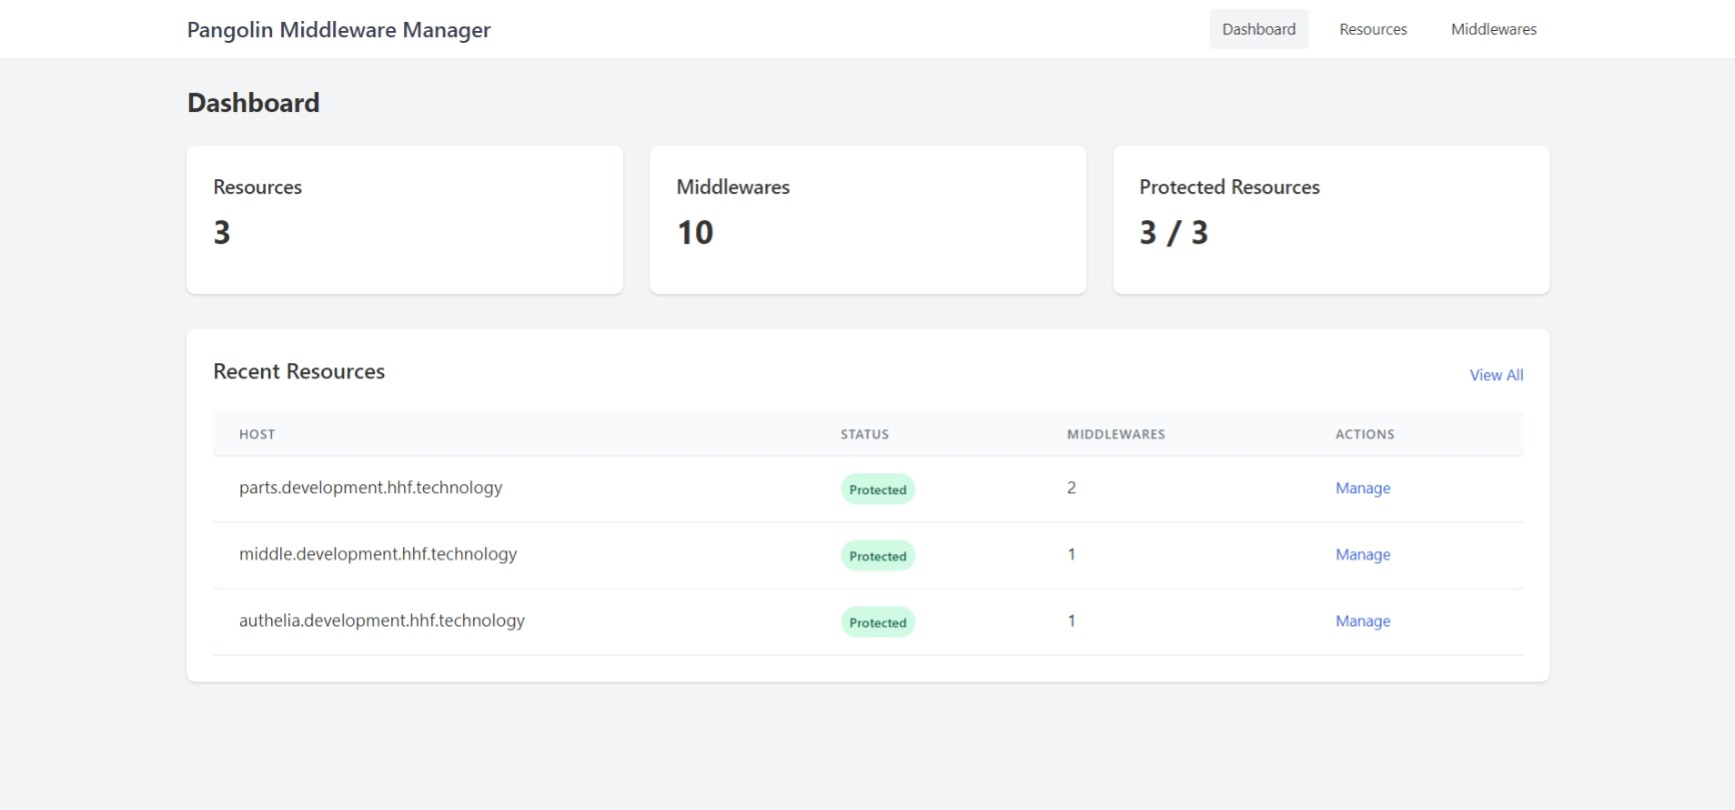 Pangolin Middleware Manager Dashboard Resources Middlewares
Dashboard
Resources
3
Middlewares
10
Protected Resources
3 / 3
Recent Resources View All
HOST STATUS MIDDLEWARES ACTIONS
parts.development.hhf.technology Protected 2 Manage
middle.development.hhf.technology Protected 1 Manage
authelia.development.hhf.technology Protected 1 Manage